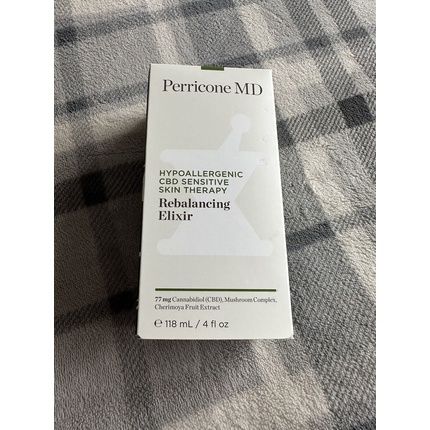 Perricone MD
HYPOALLERGENIC
CBD SENSITIVE
SKIN THERAPY
Rebalancing
Elixir
77 mg Cannabidiol (CBD), Mushroom Complex,
Cherimoya Fruit Extract
℮ 118 mL / 4 fl oz